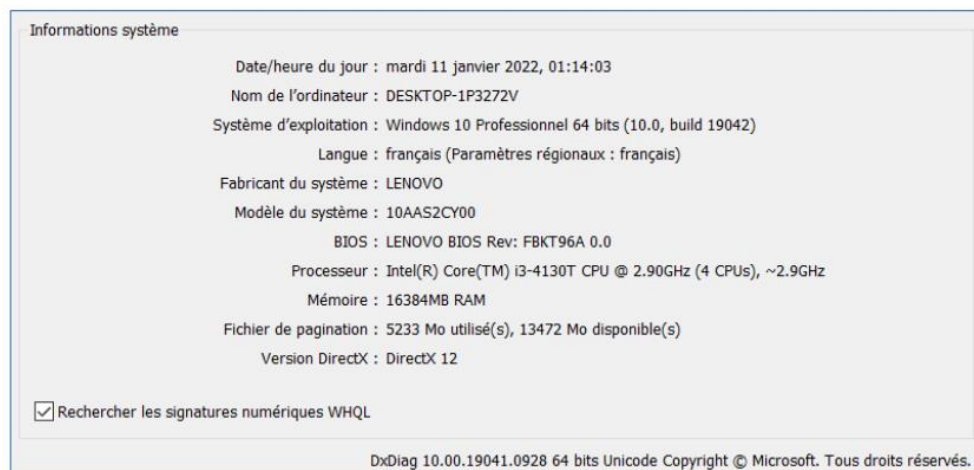 Informations système
Date/heure du jour : mardi 11 janvier 2022, 01:14:03
Nom de l'ordinateur : DESKTOP-1P3272V
Système d'exploitation : Windows 10 Professionnel 64 bits (10.0, build 19042)
Langue : français (Paramètres régionaux : français)
Fabricant du système : LENOVO
Modèle du système : 10AAS2CY00
BIOS : LENOVO BIOS Rev: FBKT96A 0.0
Processeur : Intel(R) Core(TM) i3-4130T CPU @ 2.90GHz (4 CPUs), ~2.9GHz
Mémoire : 16384MB RAM
Fichier de pagination : 5233 Mo utilisé(s), 13472 Mo disponible(s)
Version DirectX : DirectX 12
Rechercher les signatures numériques WHQL
DxDiag 10.00.19041.0928 64 bits Unicode Copyright © Microsoft. Tous droits réservés.